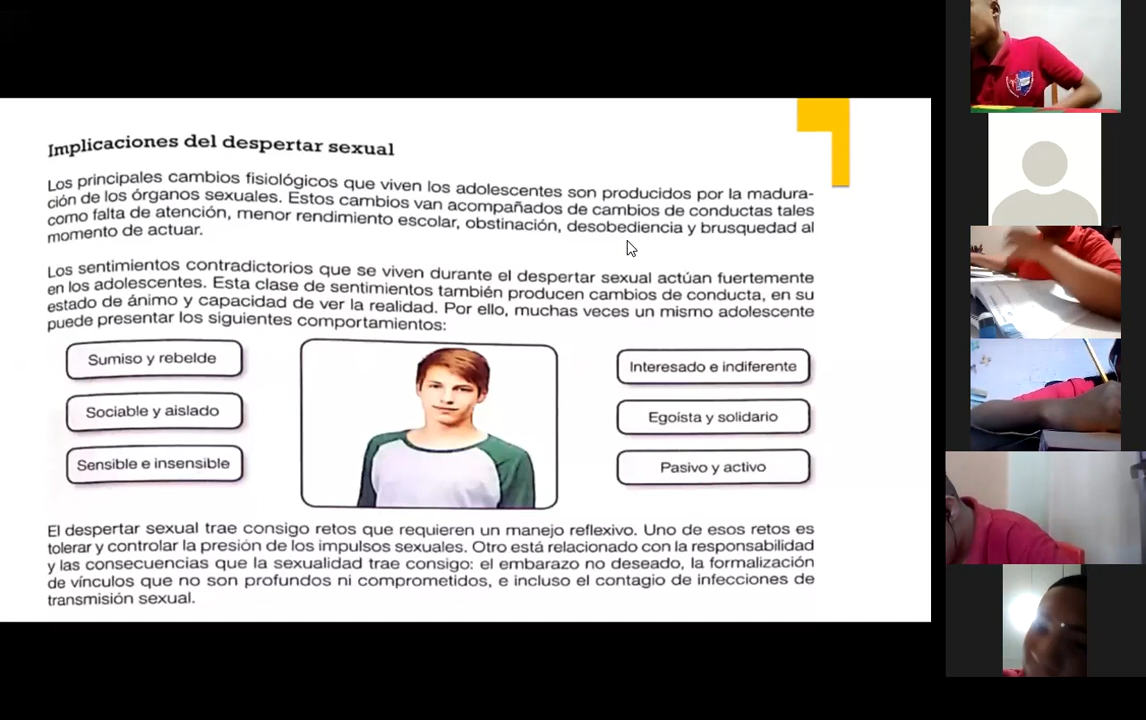 Implicaciones del despertar sexual
Los principales cambios fisiológicos que viven los adolescentes son producidos por la madura-
ción de los órganos sexuales. Estos cambios van acompañados de cambios de conductas tales
como falta de atención, menor rendimiento escolar, obstinación, desobediencia y brusquedad al
momento de actuar.
Los sentimientos contradictorios que se viven durante el despertar sexual actúan fuertemente
en los adolescentes. Esta clase de sentimientos también producen cambios de conducta, en su
estado de ánimo y capacidad de ver la realidad. Por ello, muchas veces un mismo adolescente
puede presentar los siguientes comportamientos:
Sumiso y rebelde
Sociable y aislado
Sensible e insensible
Interesado e indiferente
Egoísta y solidario
Pasivo y activo
El despertar sexual trae consigo retos que requieren un manejo reflexivo. Uno de esos retos es
tolerar y controlar la presión de los impulsos sexuales. Otro está relacionado con la responsabilidad
y las consecuencias que la sexualidad trae consigo: el embarazo no deseado, la formalización
de vínculos que no son profundos ni comprometidos, e incluso el contagio de infecciones de
transmisión sexual.